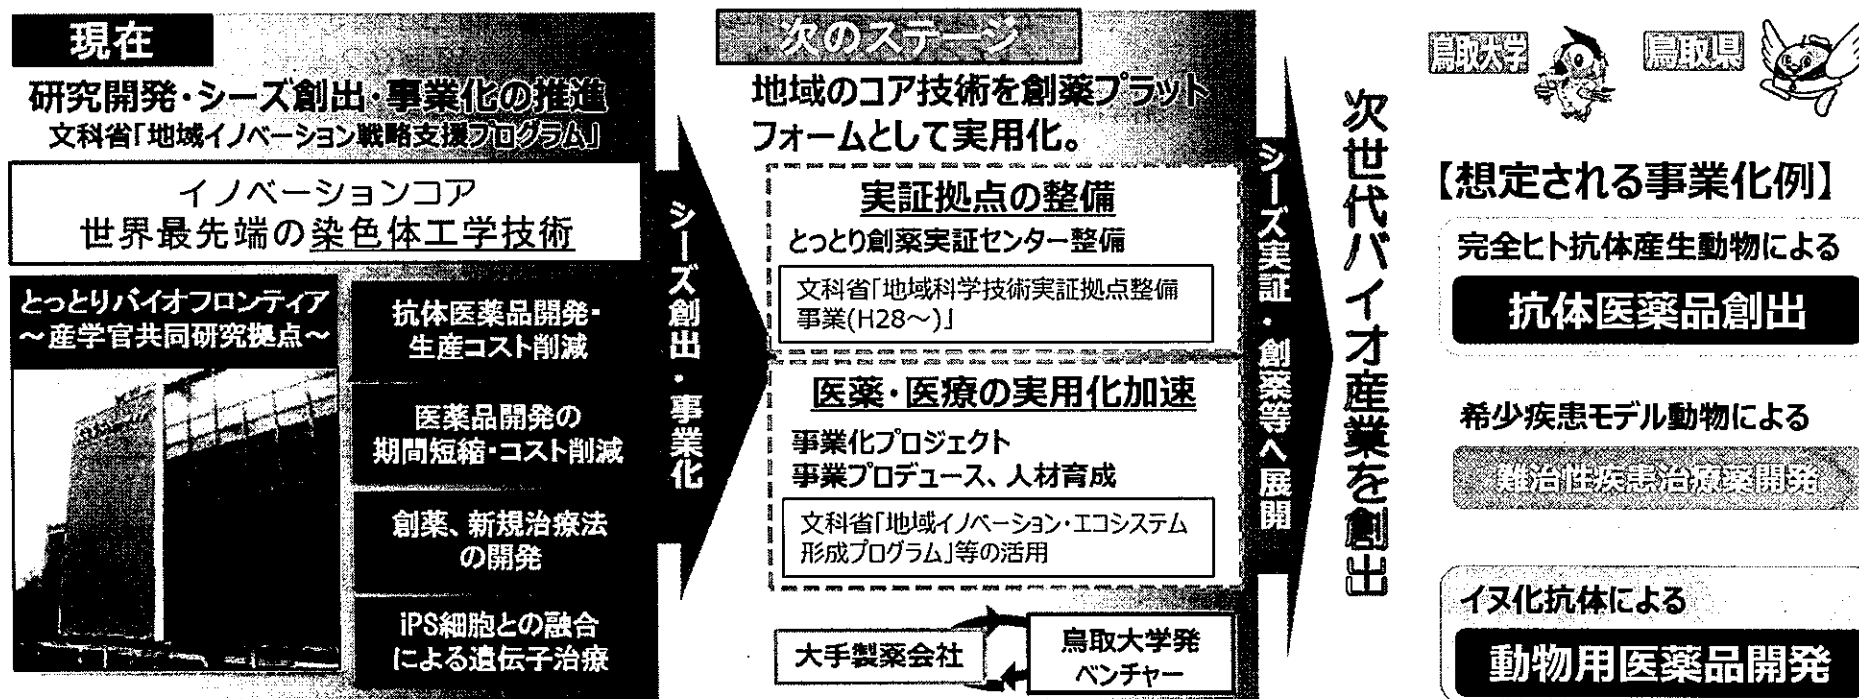 現在
研究開発・シーズ創出・事業化の推進
文科省「地域イノベーション戦略支援プログラム」
イノベーションコア
世界最先端の染色体工学技術
とっとりバイオフロンティア
～産学官共同研究拠点～
抗体医薬品開発・
生産コスト削減
医薬品開発の
期間短縮・コスト削減
創薬、新規治療法
の開発
iPS細胞との融合
による遺伝子治療
シーズ創出・事業化
次のステージ
地域のコア技術を創薬プラット
フォームとして実用化。
実証拠点の整備
とっとり創薬実証センター整備
文科省「地域科学技術実証拠点整備
事業(H28～)」
医薬・医療の実用化加速
事業化プロジェクト
事業プロデュース、人材育成
文科省「地域イノベーション・エコシステム
形成プログラム」等の活用
大手製薬会社
鳥取大学発
ベンチャー
シーズ実証・創薬等へ展開
次世代バイオ産業を創出
鳥取大学
鳥取県
【想定される事業化例】
完全ヒト抗体産生動物による
抗体医薬品創出
希少疾患モデル動物による
難治性疾患治療薬開発
イヌ化抗体による
動物用医薬品開発